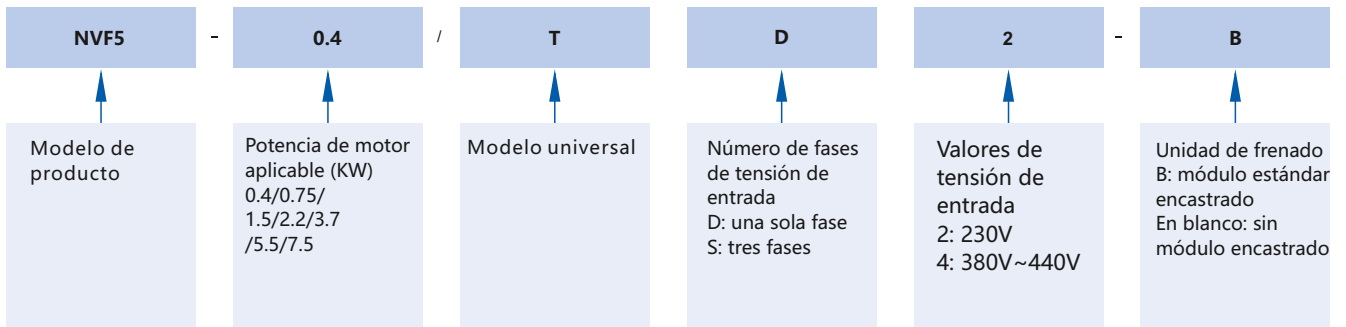 NVF5 - 0.4 / T D 2 - B
Modelo de
producto
Potencia de motor
aplicable (KW)
0.4/0.75/
1.5/2.2/3.7
/5.5/7.5
Modelo universal
Número de fases
de tensión de
entrada
D: una sola fase
S: tres fases
Valores de
tensión de
entrada
2: 230V
4: 380V~440V
Unidad de frenado
B: módulo estándar
encastrado
En blanco: sin
módulo encastrado